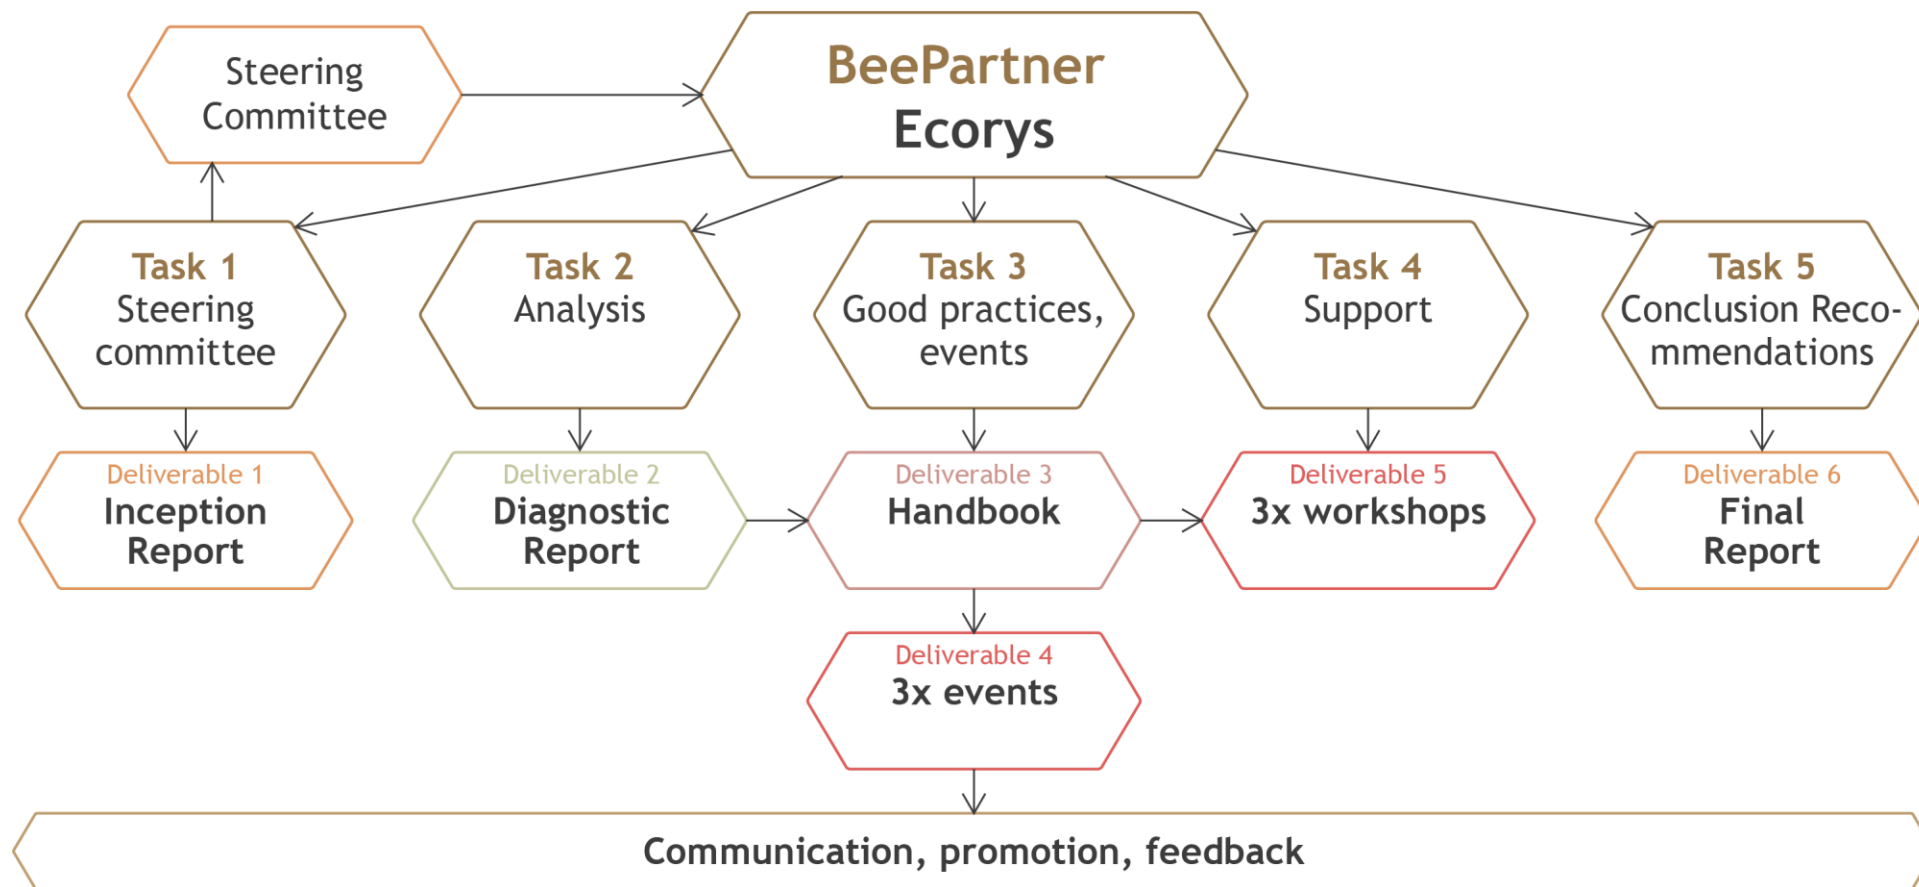 Steering
Committee
BeePartner
Ecorys
Task 1
Steering
committee
Task 2
Analysis
Task 3
Good practices,
events
Task 4
Support
Task 5
Conclusion Reco-
mmendations
Deliverable 1
Inception
Report
Deliverable 2
Diagnostic
Report
Deliverable 3
Handbook
Deliverable 5
3x workshops
Deliverable 6
Final
Report
Deliverable 4
3x events
Communication, promotion, feedback